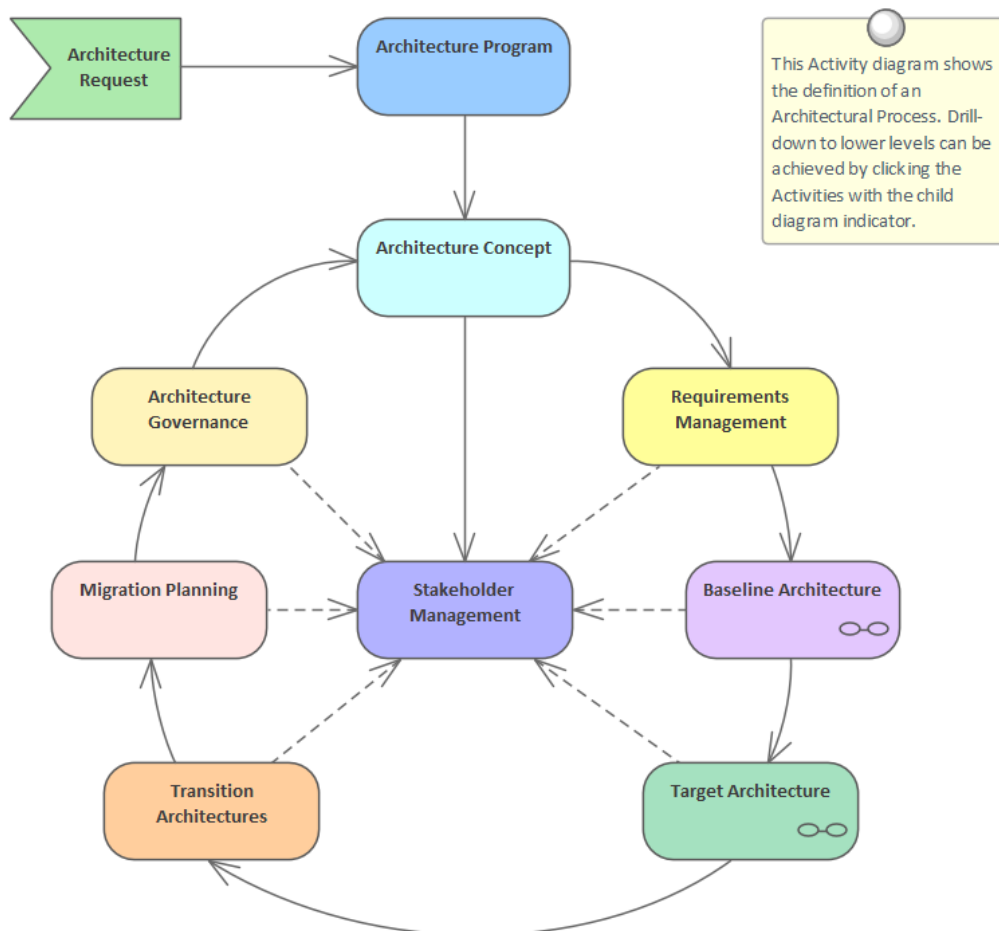 Architecture
Request
Architecture Program
This Activity diagram shows
the definition of an
Architectural Process. Drill-
down to lower levels can be
achieved by clicking the
Activities with the child
diagram indicator.
Architecture Concept
Architecture
Governance
Requirements
Management
Migration Planning
Stakeholder
Management
Baseline Architecture
Transition
Architectures
Target Architecture